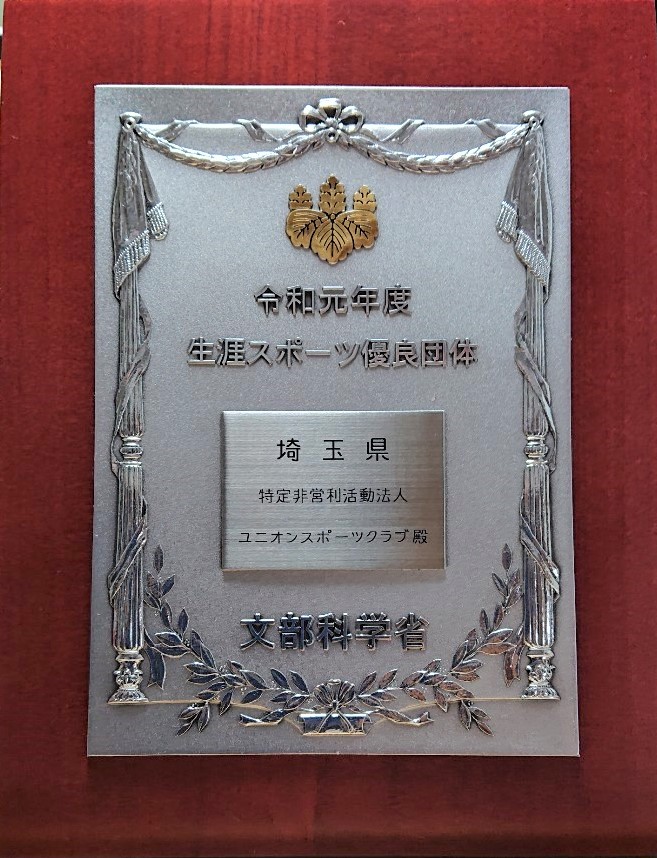 令和元年度
生涯スポーツ優良団体
埼玉県
特定非営利活動法人
ユニオンスポーツクラブ殿
文部科学省